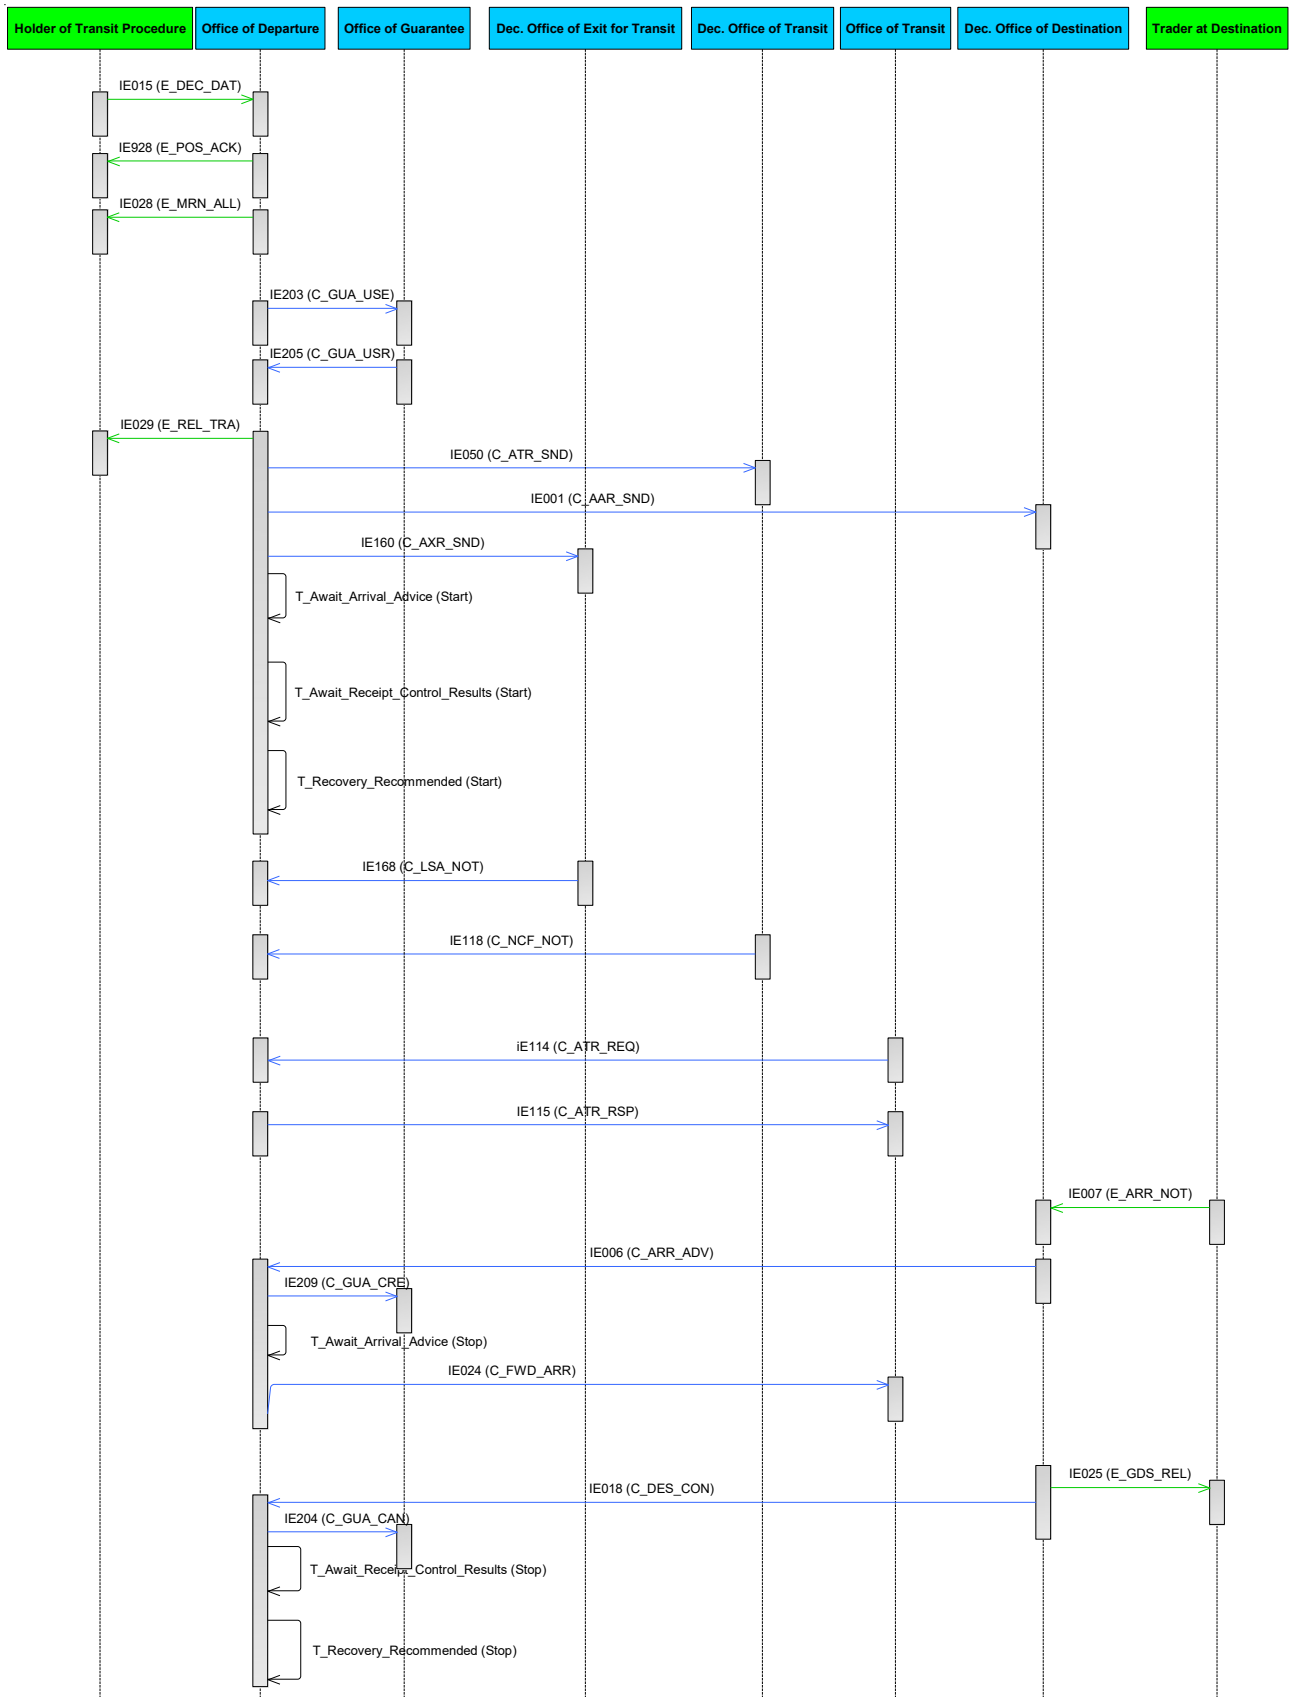 Holder of Transit Procedure
Office of Departure
Office of Guarantee
Dec. Office of Exit for Transit
Dec. Office of Transit
Office of Transit
Dec. Office of Destination
Trader at Destination
IE015 (E_DEC_DAT)
IE928 (E_POS_ACK)
IE028 (E_MRN_ALL)
IE203 (C_GUA_USE)
IE205 (C_GUA_USR)
IE029 (E_REL_TRA)
IE050 (C_ATR_SND)
IE001 (C_AAR_SND)
IE160 (C_AXR_SND)
T_Await_Arrival_Advice (Start)
T_Await_Receipt_Control_Results (Start)
T_Recovery_Recommended (Start)
IE168 (C_LSA_NOT)
IE118 (C_NCF_NOT)
iE114 (C_ATR_REQ)
IE115 (C_ATR_RSP)
IE007 (E_ARR_NOT)
IE006 (C_ARR_ADV)
IE209 (C_GUA_CRE)
T_Await_Arrival_Advice (Stop)
IE024 (C_FWD_ARR)
IE025 (E_GDS_REL)
IE018 (C_DES_CON)
IE204 (C_GUA_CAN)
T_Await_Receipt_Control_Results (Stop)
T_Recovery_Recommended (Stop)